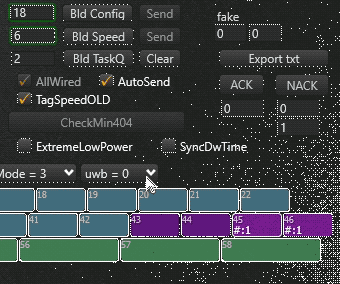 18 Bld Config Send fake
6 Bld Speed Send 0 0
2 Bld TaskQ Clear Export txt
AllWired AutoSend ACK NACK
TagSpeedOLD 0 0
CheckMin404 1
ExtremeLowPower SyncDwTime
Mode = 3 uwb = 0
18 19 20 21 22
41 42 43 44 45 46
#:1 #:1
56 57 58